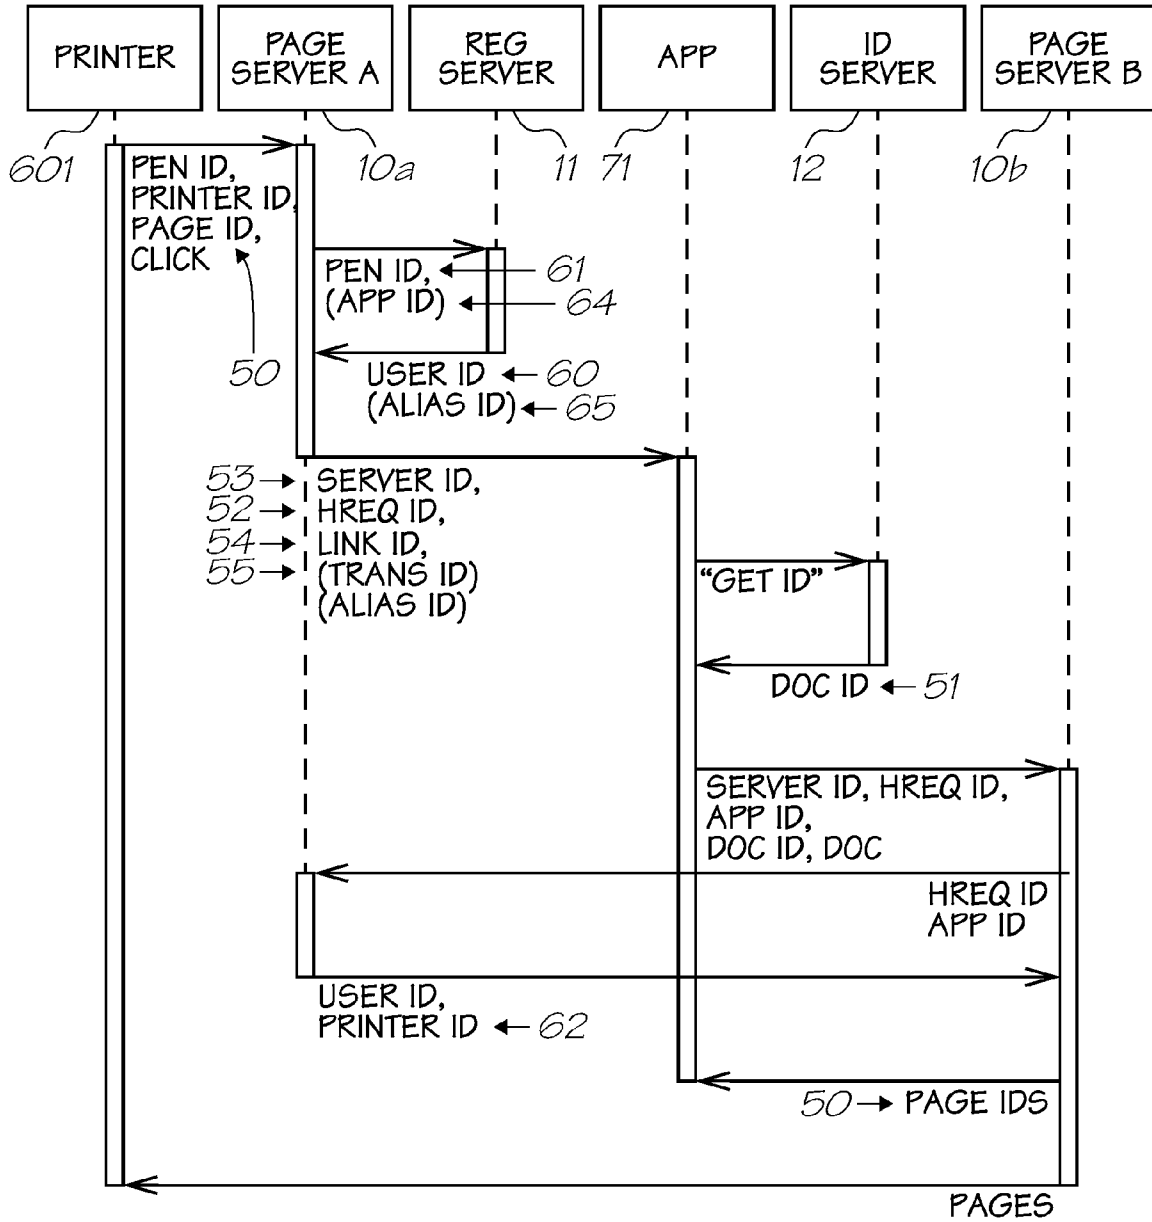 PRINTER
PAGE
SERVER A
REG
SERVER
APP
ID
SERVER
PAGE
SERVER B
601
10a
11
71
12
10b
PEN ID,
PRINTER ID,
PAGE ID,
CLICK
50
PEN ID,
61
(APP ID)
64
USER ID
60
(ALIAS ID)
65
53
SERVER ID,
52
HREQ ID,
54
LINK ID,
55
(TRANS ID)
(ALIAS ID)
“GET ID”
DOC ID
51
SERVER ID, HREQ ID,
APP ID,
DOC ID, DOC
HREQ ID
APP ID
USER ID,
PRINTER ID
62
50
PAGE IDS
PAGES